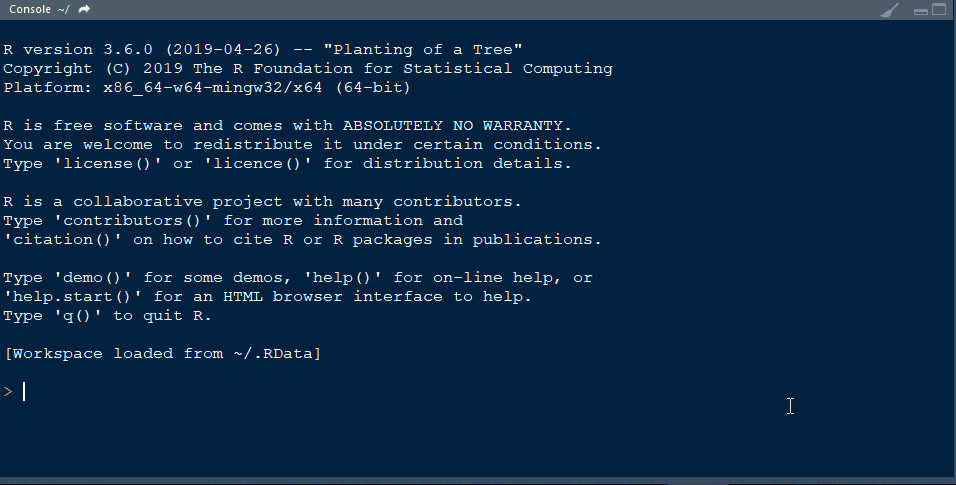 Console ~/
R version 3.6.0 (2019-04-26) -- "Planting of a Tree"
Copyright (C) 2019 The R Foundation for Statistical Computing
Platform: x86_64-w64-mingw32/x64 (64-bit)
R is free software and comes with ABSOLUTELY NO WARRANTY.
You are welcome to redistribute it under certain conditions.
Type 'license()' or 'licence()' for distribution details.
R is a collaborative project with many contributors.
Type 'contributors()' for more information and
'citation()' on how to cite R or R packages in publications.
Type 'demo()' for some demos, 'help()' for on-line help, or
'help.start()' for an HTML browser interface to help.
Type 'q()' to quit R.
[Workspace loaded from ~/.RData]
>